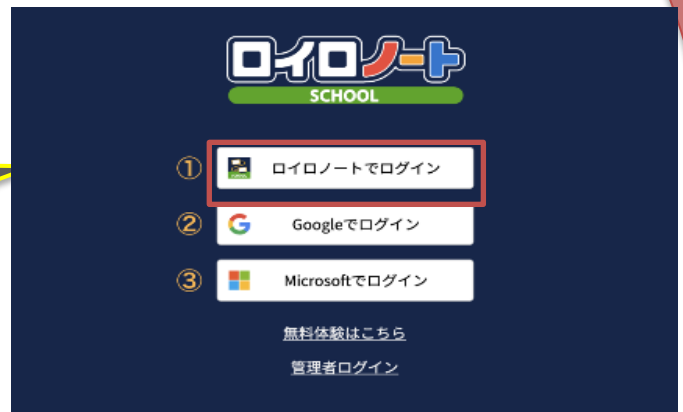 ロイロノート
SCHOOL
① ロイロノートでログイン
② Googleでログイン
③ Microsoftでログイン
無料体験はこちら
管理者ログイン